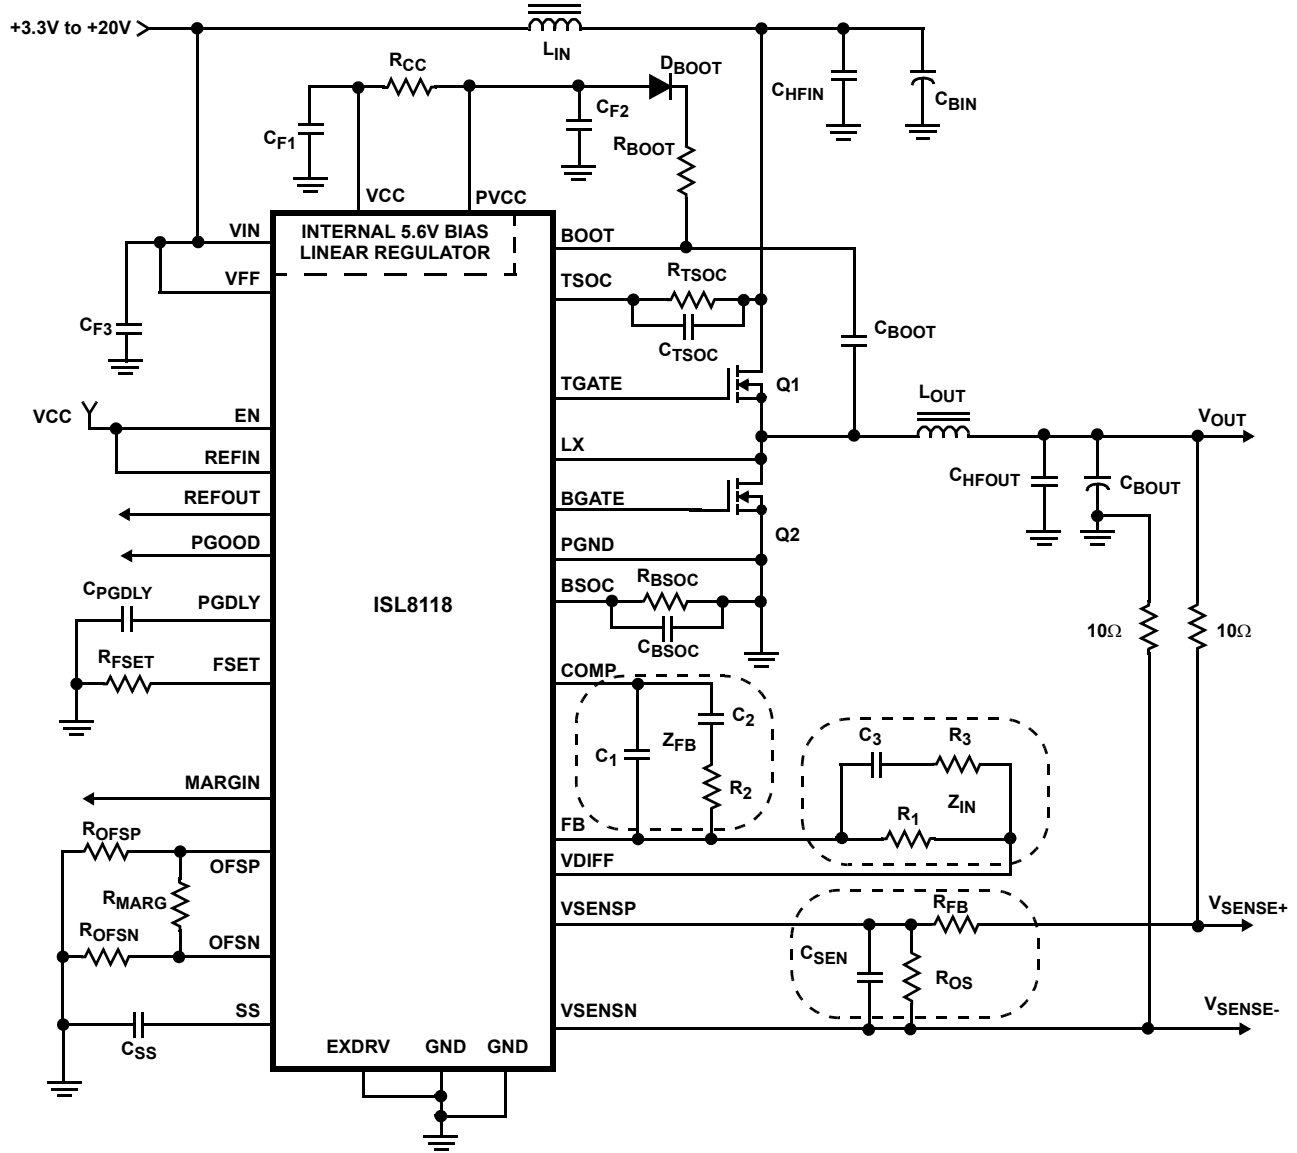 +3.3V to +20V
LIN
RCC
DBOOT
CHFIN
CBIN
CF1
CF2
RBOOT
VCC
PVCC
INTERNAL 5.6V BIAS
LINEAR REGULATOR
VIN
BOOT
VFF
TSOC
RTSOC
CTSOC
CF3
CBOOT
TGATE
Q1
LOUT
VOUT
VCC
EN
LX
REFIN
CHFOUT
CBOUT
REFOUT
BGATE
Q2
PGOOD
PGND
CPGDLY
PGDLY
ISL8118
BSOC
RBSOC
CBSOC
10Ω
10Ω
RFSET
FSET
COMP
C2
C1
ZFB
R2
C3
R3
ZIN
R1
MARGIN
FB
ROFSP
OFSP
VDIFF
RMARG
VSENSP
RFB
VSENSE+
ROFSN
OFSN
CSEN
ROS
SS
VSENSN
VSENSE-
CSS
EXDRV
GND
GND